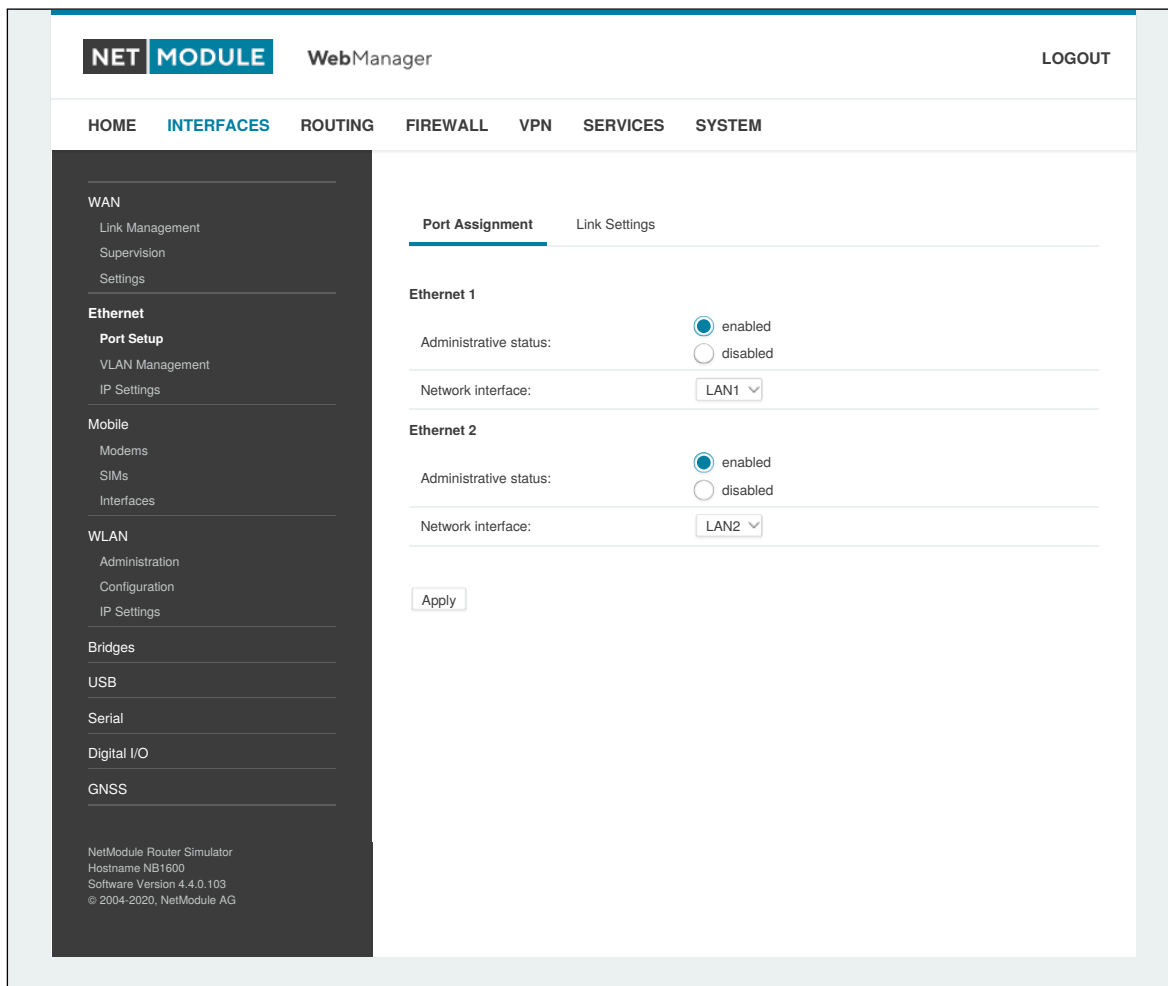 NET MODULE WebManager LOGOUT
HOME INTERFACES ROUTING FIREWALL VPN SERVICES SYSTEM
WAN
Link Management
Supervision
Settings
Ethernet
Port Setup
VLAN Management
IP Settings
Mobile
Modems
SIMs
Interfaces
WLAN
Administration
Configuration
IP Settings
Bridges
USB
Serial
Digital I/O
GNSS
NetModule Router Simulator
Hostname NB1600
Software Version 4.4.0.103
© 2004-2020, NetModule AG
Port Assignment Link Settings
Ethernet 1
Administrative status:
enabled
disabled
Network interface: LAN1
Ethernet 2
Administrative status:
enabled
disabled
Network interface: LAN2
Apply